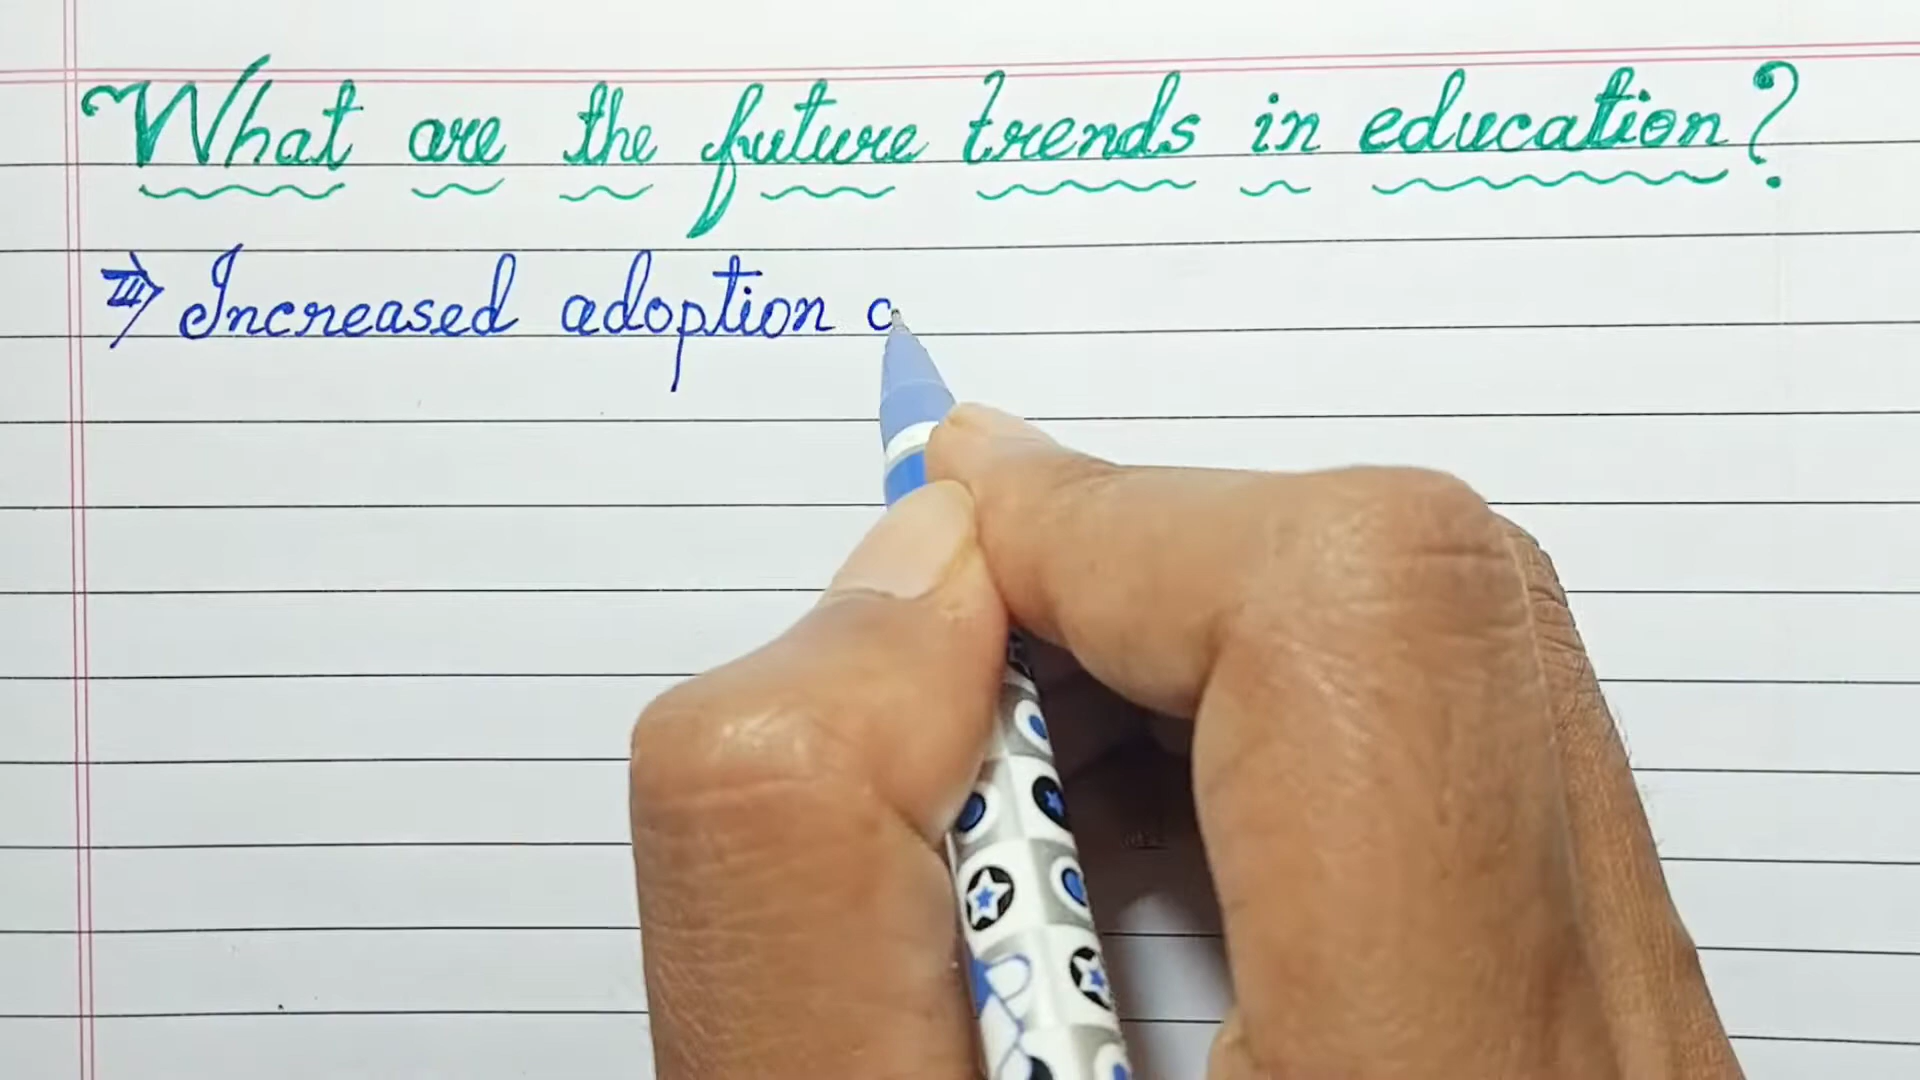 What are the future trends in education?
⇒ Increased adoption o